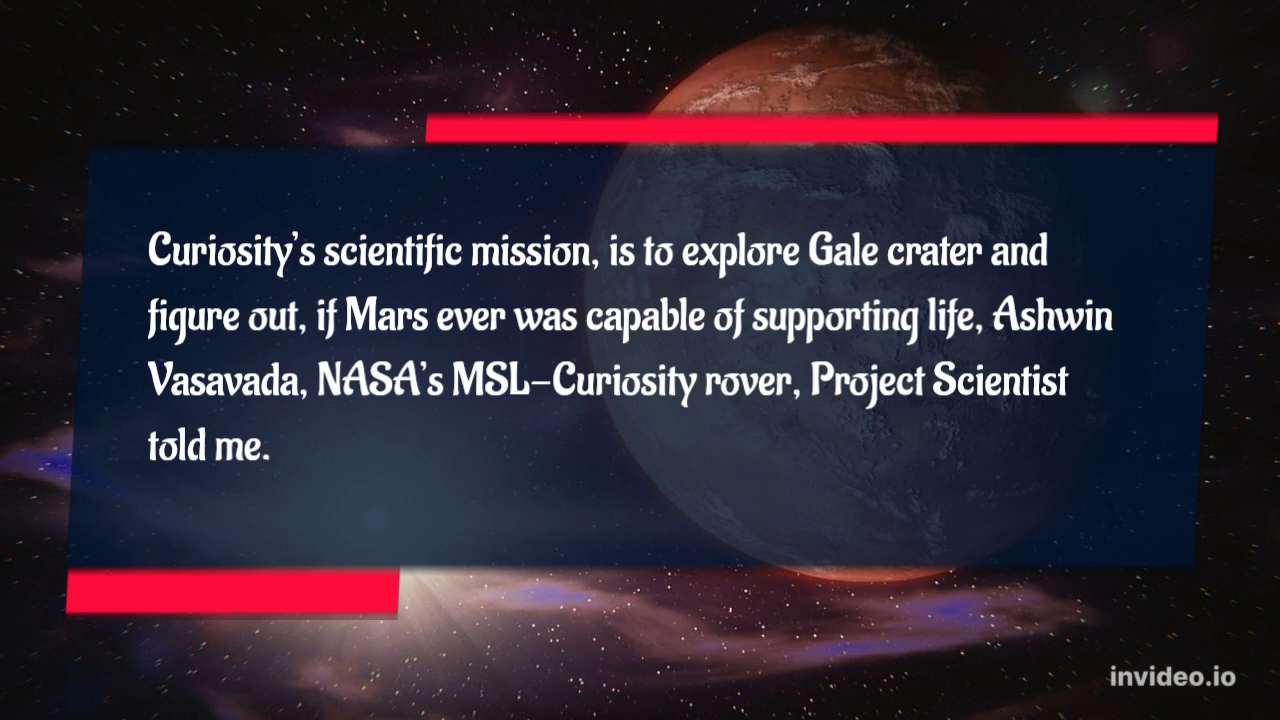 Curiosity’s scientific mission, is to explore Gale crater and
figure out, if Mars ever was capable of supporting life, Ashwin
Vasavada, NASA’s MSL-Curiosity rover, Project Scientist
told me.
invideo.io